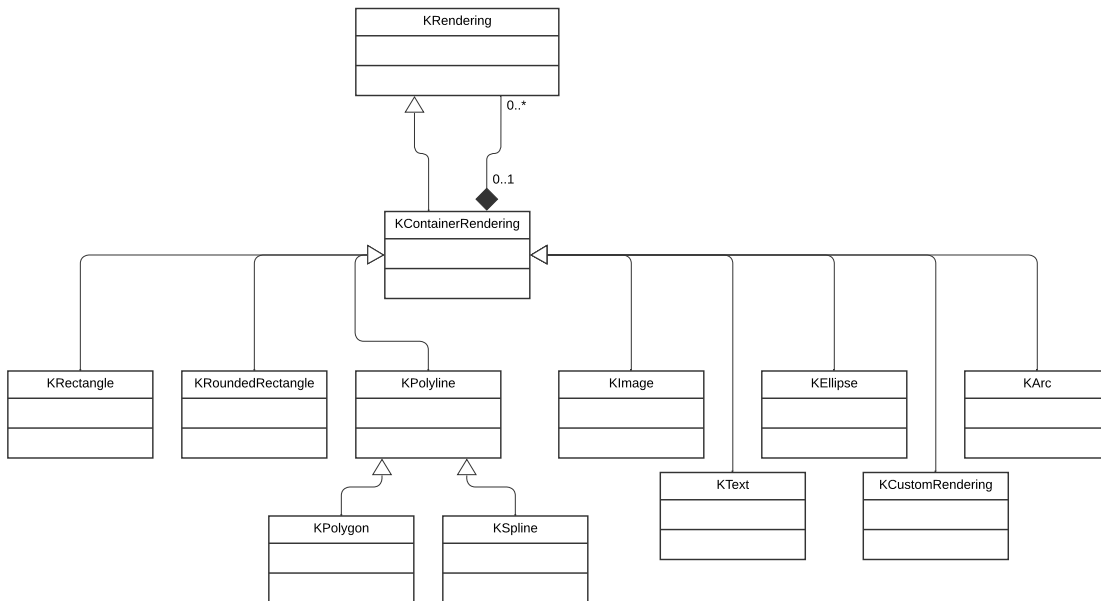 KRendering
0..*
0..1
KContainerRendering
KRectangle
KRoundedRectangle
KPolyline
KImage
KEllipse
KArc
KText
KCustomRendering
KPolygon
KSpline